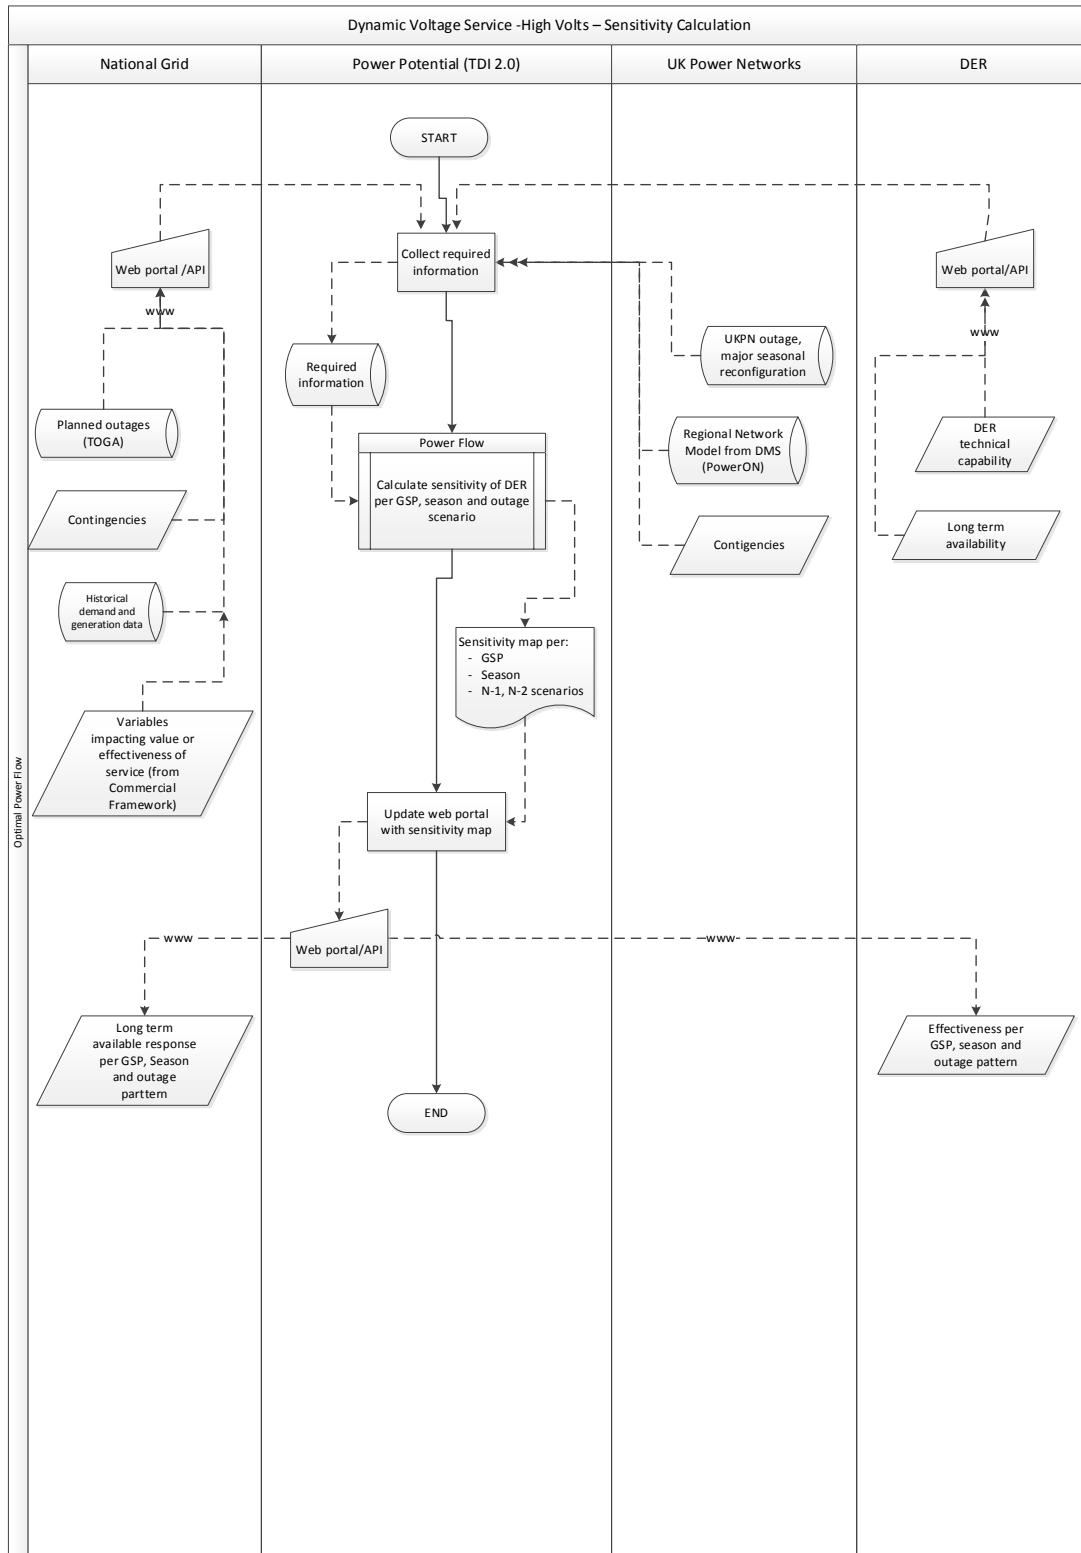 Dynamic Voltage Service -High Volts – Sensitivity Calculation
National Grid
Power Potential (TDI 2.0)
UK Power Networks
DER
Optimal Power Flow
START
Web portal /API
www
Collect required
information
Web portal/API
www
Required
information
UKPN outage,
major seasonal
reconfiguration
Planned outages
(TOGA)
Power Flow
Calculate sensitivity of DER
per GSP, season and outage
scenario
Regional Network
Model from DMS
(PowerON)
DER
technical
capability
Contingencies
Contigencies
Long term
availability
Historical
demand and
generation data
Sensitivity map per:
- GSP
- Season
- N-1, N-2 scenarios
Variables
impacting value or
effectiveness of
service (from
Commercial
Framework)
Update web portal
with sensitivity map
www
Web portal/API
www
Long term
available response
per GSP, Season
and outage
parttern
Effectiveness per
GSP, season and
outage pattern
END